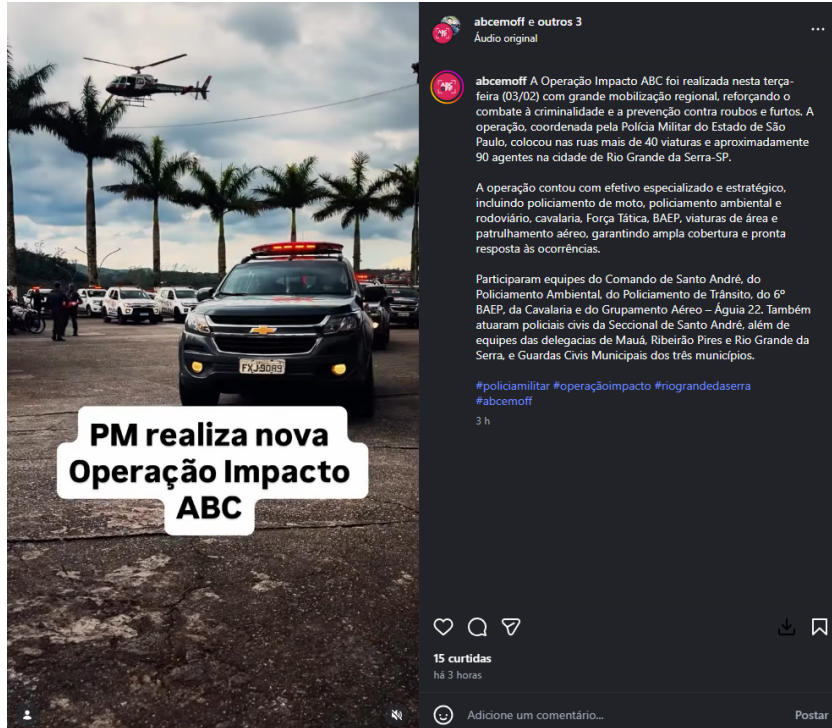 abcemoff e outros 3
Áudio original
abcemoff A Operação Impacto ABC foi realizada nesta terça-
feira (03/02) com grande mobilização regional, reforçando o
combate à criminalidade e a prevenção contra roubos e furtos. A
operação, coordenada pela Polícia Militar do Estado de São
Paulo, colocou nas ruas mais de 40 viaturas e aproximadamente
90 agentes na cidade de Rio Grande da Serra-SP.
A operação contou com efetivo especializado e estratégico,
incluindo policiamento de moto, policiamento ambiental e
rodoviário, cavalaria, Força Tática, BAEP, viaturas de área e
patrulhamento aéreo, garantindo ampla cobertura e pronta
resposta às ocorrências.
Participaram equipes do Comando de Santo André, do
Policiamento Ambiental, do Policiamento de Trânsito, do 6º
BAEP, da Cavalaria e do Grupamento Aéreo – Águia 22. Também
atuaram policiais civis da Seccional de Santo André, além de
equipes das delegacias de Mauá, Ribeirão Pires e Rio Grande da
Serra, e Guardas Civis Municipais dos três municípios.
#policiamilitar #operaçãoimpacto #riograndedaserra
#abcemoff
3 h
FXJ9089
PM realiza nova
Operação Impacto
ABC
15 curtidas
há 3 horas
Adicione um comentário...
Postar